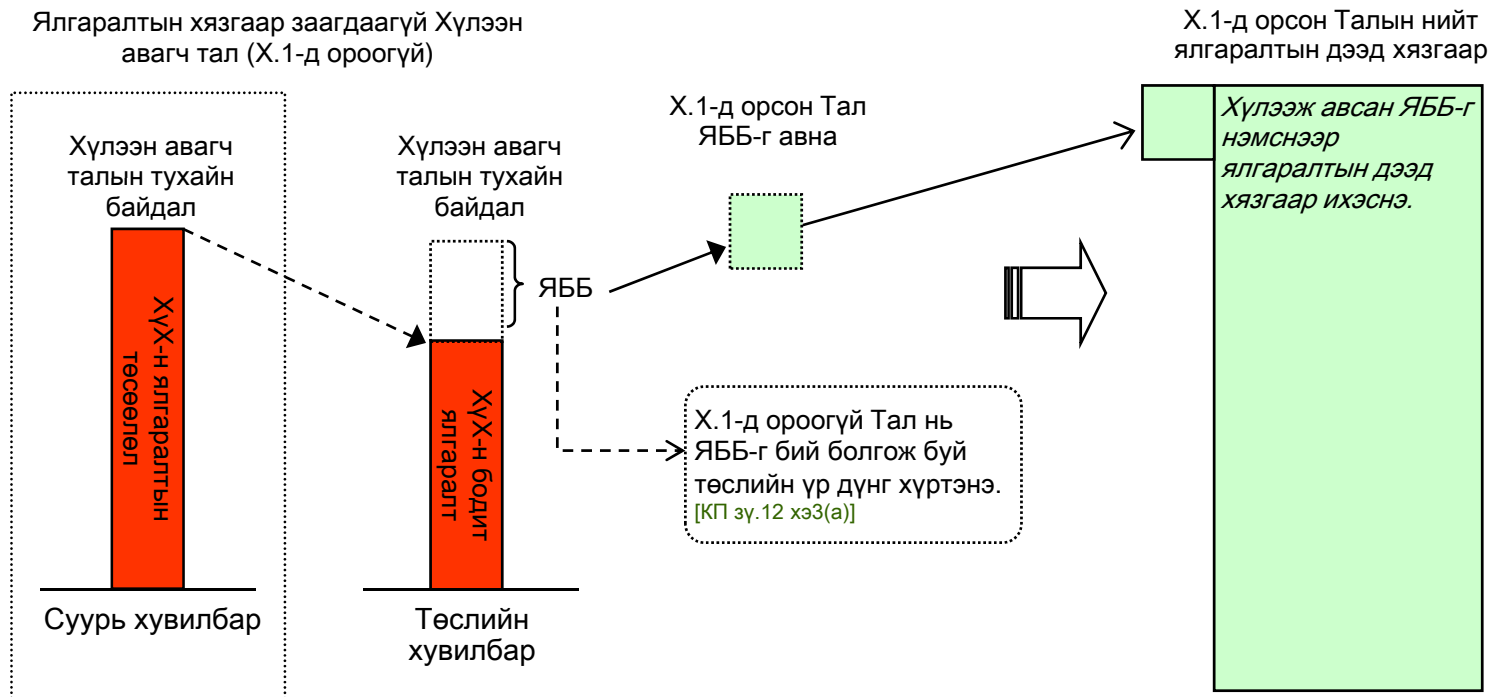 Ялгаралтын хязгаар заагдаагүй Хүлээн
авагч тал (Х.1-д ороогүй)
Х.1-д орсон Талын нийт
ялгаралтын дээд хязгаар
Хүлээн авагч
талын тухайн
байдал
ХүХ-н ялгаралтын
төсөөлөл
Суурь хувилбар
Хүлээн авагч
талын тухайн
байдал
ХүХ-н бодит
ялгаралт
Төслийн
хувилбар
ЯББ
Х.1-д орсон Тал
ЯББ-г авна
Х.1-д ороогүй Тал нь
ЯББ-г бий болгож буй
төслийн үр дүнг хүртэнэ.
[КП зү.12 хэ3(а)]
Хүлээж авсан ЯББ-г
нэмснээр
ялгаралтын дээд
хязгаар ихэснэ.